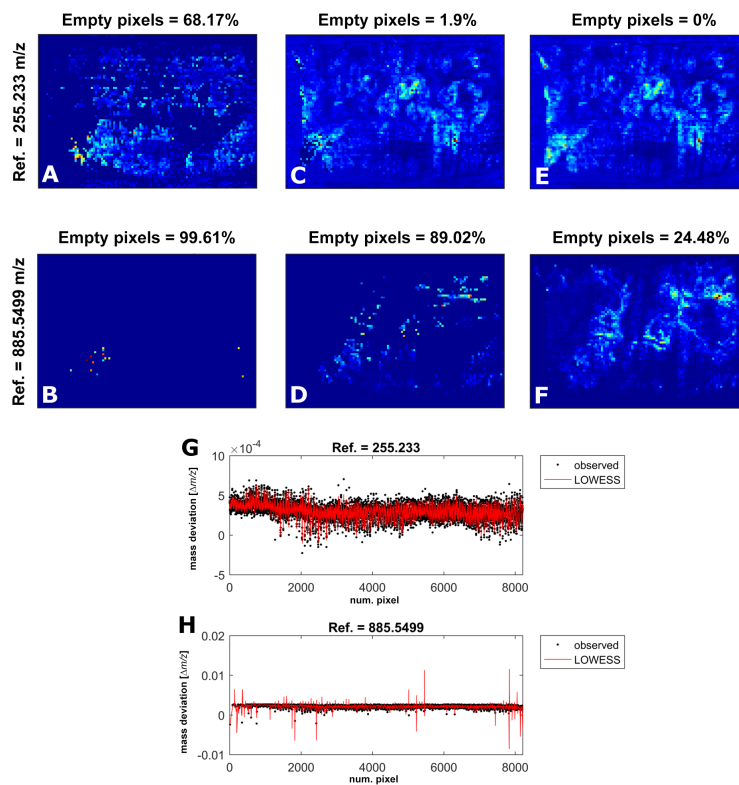 Empty pixels = 68.17%
Empty pixels = 1.9%
Empty pixels = 0%
Ref. = 255.233 m/z
A
C
E
Empty pixels = 99.61%
Empty pixels = 89.02%
Empty pixels = 24.48%
Ref. = 885.5499 m/z
B
D
F
G
×10⁻⁴
Ref. = 255.233
mass deviation [Δm/z]
10
5
0
-5
0
2000
4000
6000
8000
num. pixel
observed
LOWESS
H
Ref. = 885.5499
mass deviation [Δm/z]
0.02
0.01
0
-0.01
0
2000
4000
6000
8000
num. pixel
observed
LOWESS